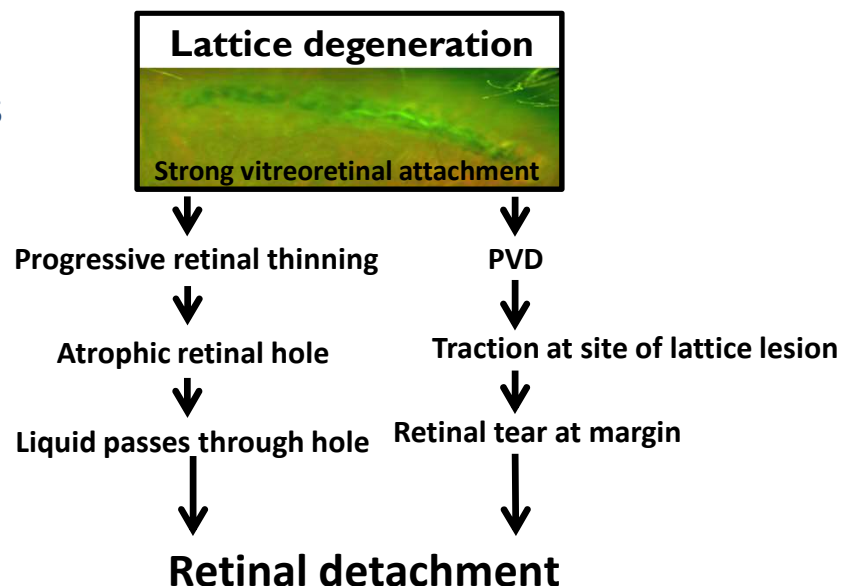 Lattice degeneration
Strong vitreoretinal attachment
Progressive retinal thinning
Atrophic retinal hole
Liquid passes through hole
PVD
Traction at site of lattice lesion
Retinal tear at margin
Retinal detachment